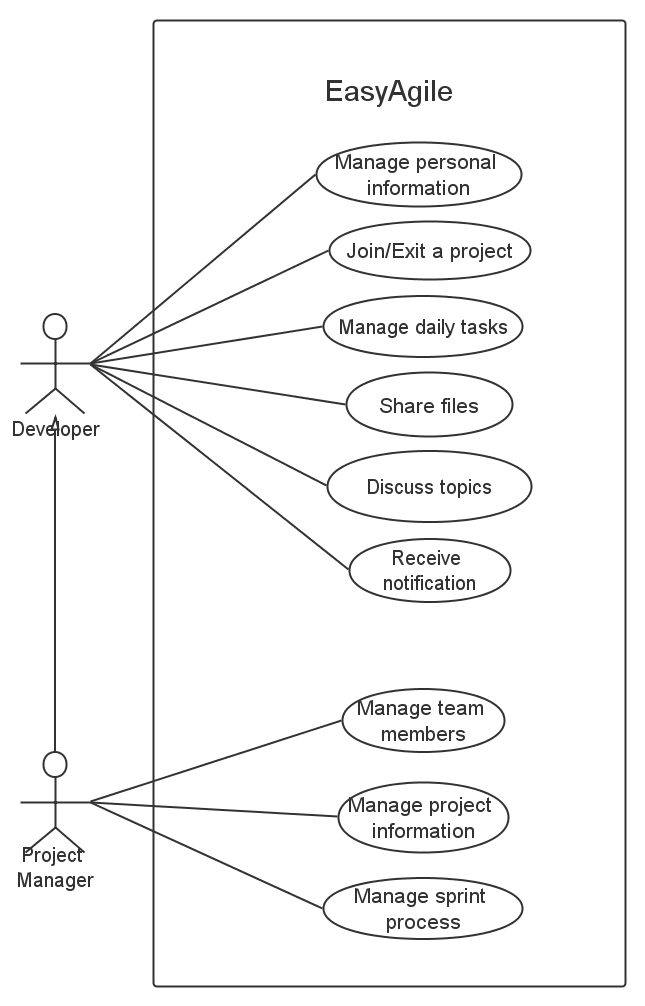 EasyAgile
Manage personal
information
Join/Exit a project
Manage daily tasks
Share files
Developer
Discuss topics
Receive
notification
Manage team
members
Manage project
information
Project
Manager
Manage sprint
process